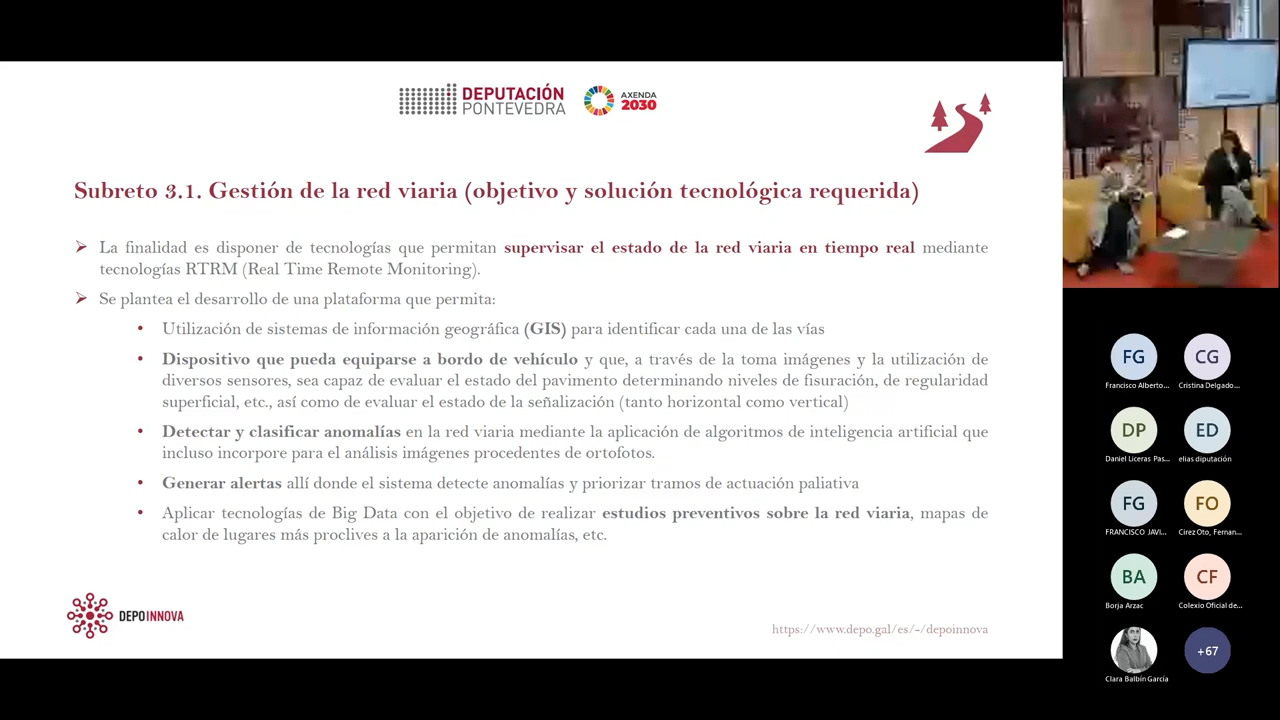 DEPUTACIÓN
PONTEVEDRA
AXENDA
2030
Subreto 3.1. Gestión de la red viaria (objetivo y solución tecnológica requerida)
➢ La finalidad es disponer de tecnologías que permitan supervisar el estado de la red viaria en tiempo real mediante
tecnologías RTRM (Real Time Remote Monitoring).
➢ Se plantea el desarrollo de una plataforma que permita:
• Utilización de sistemas de información geográfica (GIS) para identificar cada una de las vías
• Dispositivo que pueda equiparse a bordo de vehículo y que, a través de la toma imágenes y la utilización de
diversos sensores, sea capaz de evaluar el estado del pavimento determinando niveles de fisuración, de regularidad
superficial, etc., así como de evaluar el estado de la señalización (tanto horizontal como vertical)
• Detectar y clasificar anomalías en la red viaria mediante la aplicación de algoritmos de inteligencia artificial que
incluso incorpore para el análisis imágenes procedentes de ortofotos.
• Generar alertas allí donde el sistema detecte anomalías y priorizar tramos de actuación paliativa
• Aplicar tecnologías de Big Data con el objetivo de realizar estudios preventivos sobre la red viaria, mapas de
calor de lugares más proclives a la aparición de anomalías, etc.
DEPOINNOVA
https://www.depo.gal/es/-/depoinnova
FG CG
Francisco Alberto... Cristina Delgado...
DP ED
Daniel Liceras Pas... elias diputación
FG FO
FRANCISCO JAVI... Cirez Oto, Fernan...
BA CF
Borja Arzac Colexio Oficial de...
+67
Clara Balbín García